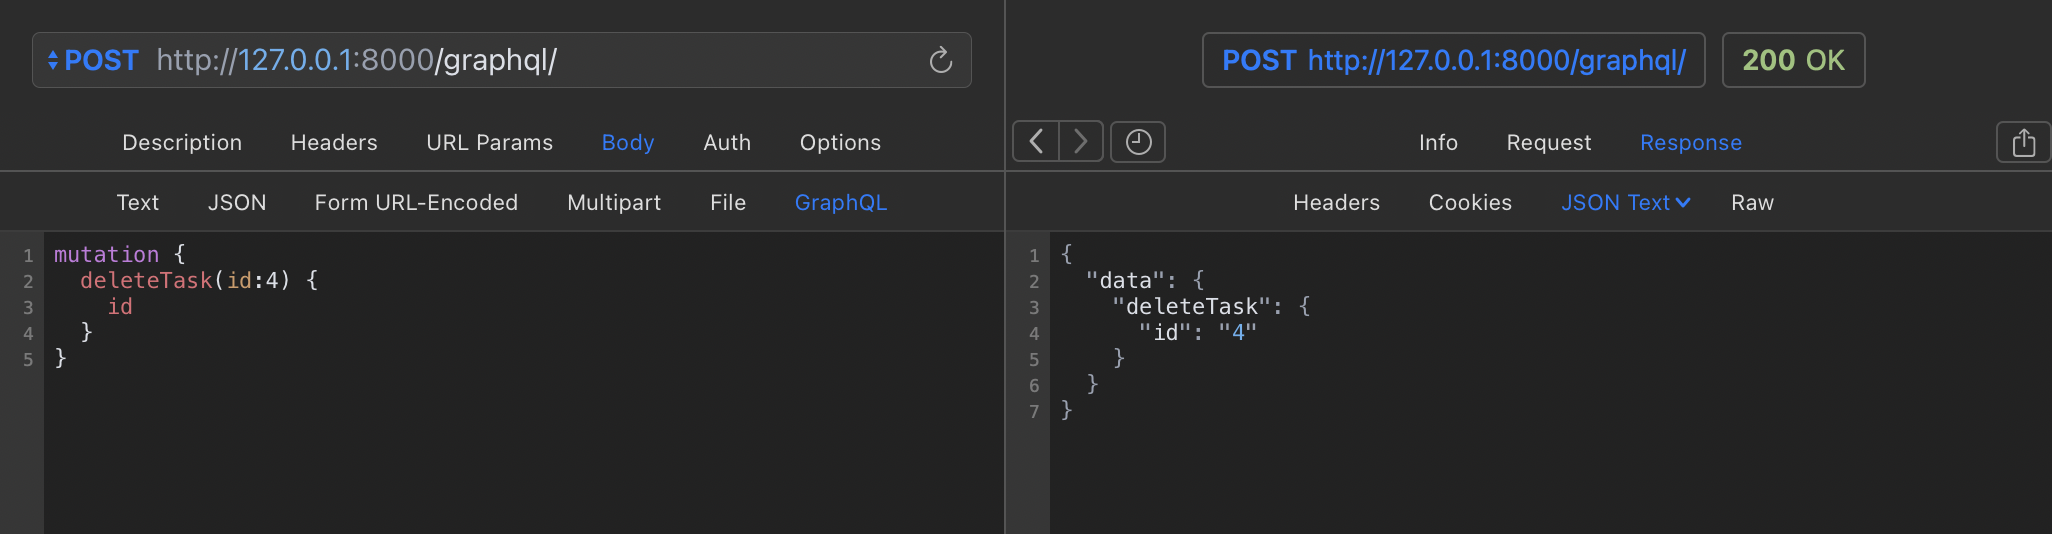 POST http://127.0.0.1:8000/graphql/
Description Headers URL Params Body Auth Options
Text JSON Form URL-Encoded Multipart File GraphQL
1 mutation {
2   deleteTask(id:4) {
3     id
4   }
5 }
POST http://127.0.0.1:8000/graphql/ 200 OK
Info Request Response
Headers Cookies JSON Text Raw
1 {
2   "data": {
3     "deleteTask": {
4       "id": "4"
5     }
6   }
7 }